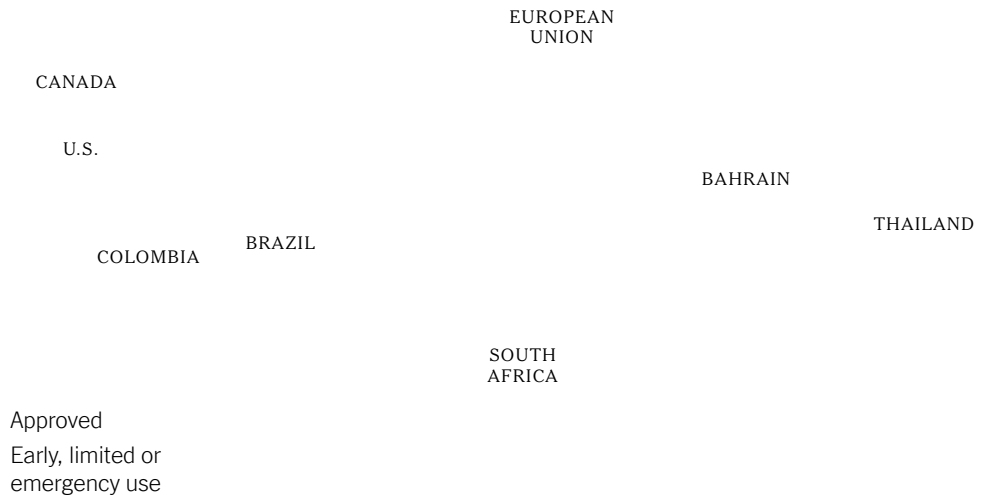 EUROPEAN
UNION
CANADA
U.S.
BAHRAIN
THAILAND
BRAZIL
COLOMBIA
SOUTH
AFRICA
Approved
Early, limited or
emergency use